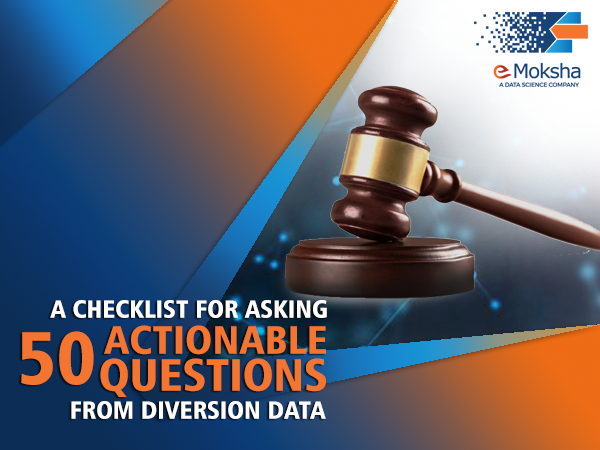 eMoksha
A DATA SCIENCE COMPANY
A CHECKLIST FOR ASKING
50 ACTIONABLE
QUESTIONS
FROM DIVERSION DATA